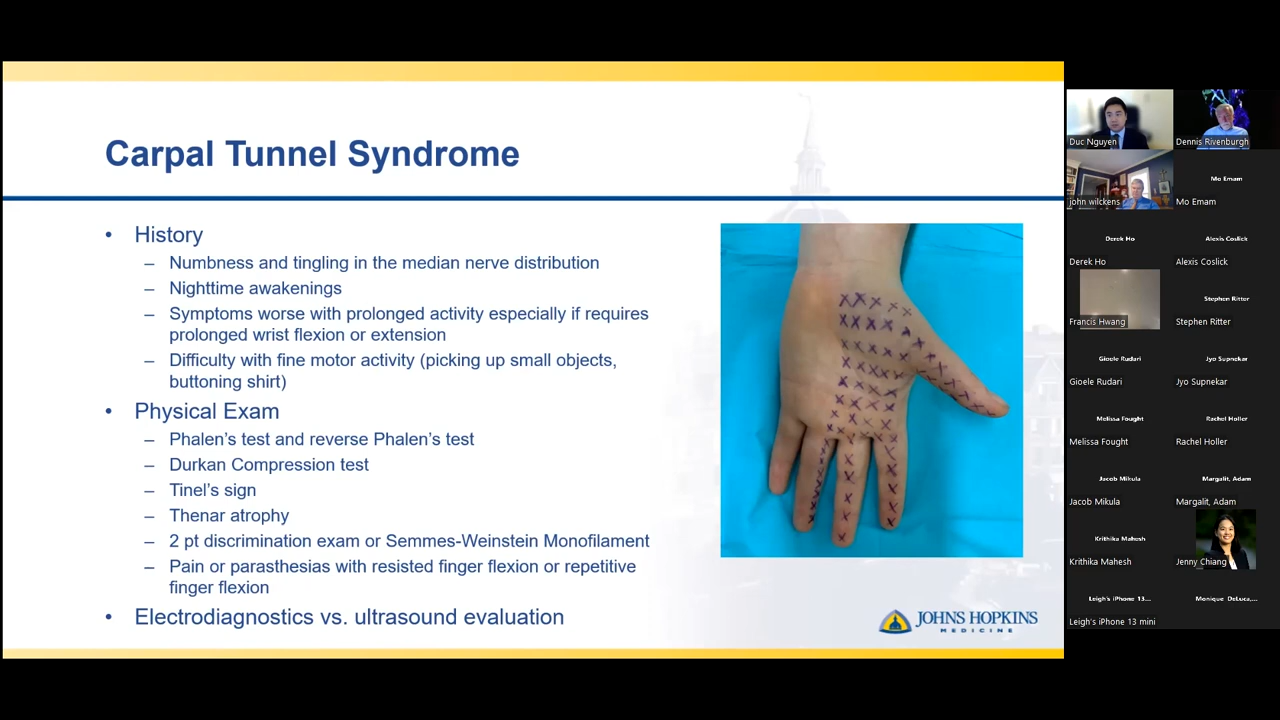 Carpal Tunnel Syndrome
• History
– Numbness and tingling in the median nerve distribution
– Nighttime awakenings
– Symptoms worse with prolonged activity especially if requires
prolonged wrist flexion or extension
– Difficulty with fine motor activity (picking up small objects,
buttoning shirt)
• Physical Exam
– Phalen's test and reverse Phalen's test
– Durkan Compression test
– Tinel's sign
– Thenar atrophy
– 2 pt discrimination exam or Semmes-Weinstein Monofilament
– Pain or parasthesias with resisted finger flexion or repetitive
finger flexion
• Electrodiagnostics vs. ultrasound evaluation
JOHNS HOPKINS
MEDICINE
Duc Nguyen
Dennis Rivenburgh
john wilckens
Mo Emam
Mo Emam
Derek Ho
Derek Ho
Alexis Coslick
Alexis Coslick
Francis Hwang
Stephen Ritter
Stephen Ritter
Gioele Rudari
Gioele Rudari
Jyo Supnekar
Jyo Supnekar
Melissa Fought
Melissa Fought
Rachel Holler
Rachel Holler
Jacob Mikula
Jacob Mikula
Margalit, Adam
Margalit, Adam
Krithika Mahesh
Krithika Mahesh
Jenny Chiang
Leigh's iPhone 13...
Leigh's iPhone 13 mini
Monique DeLuca,...